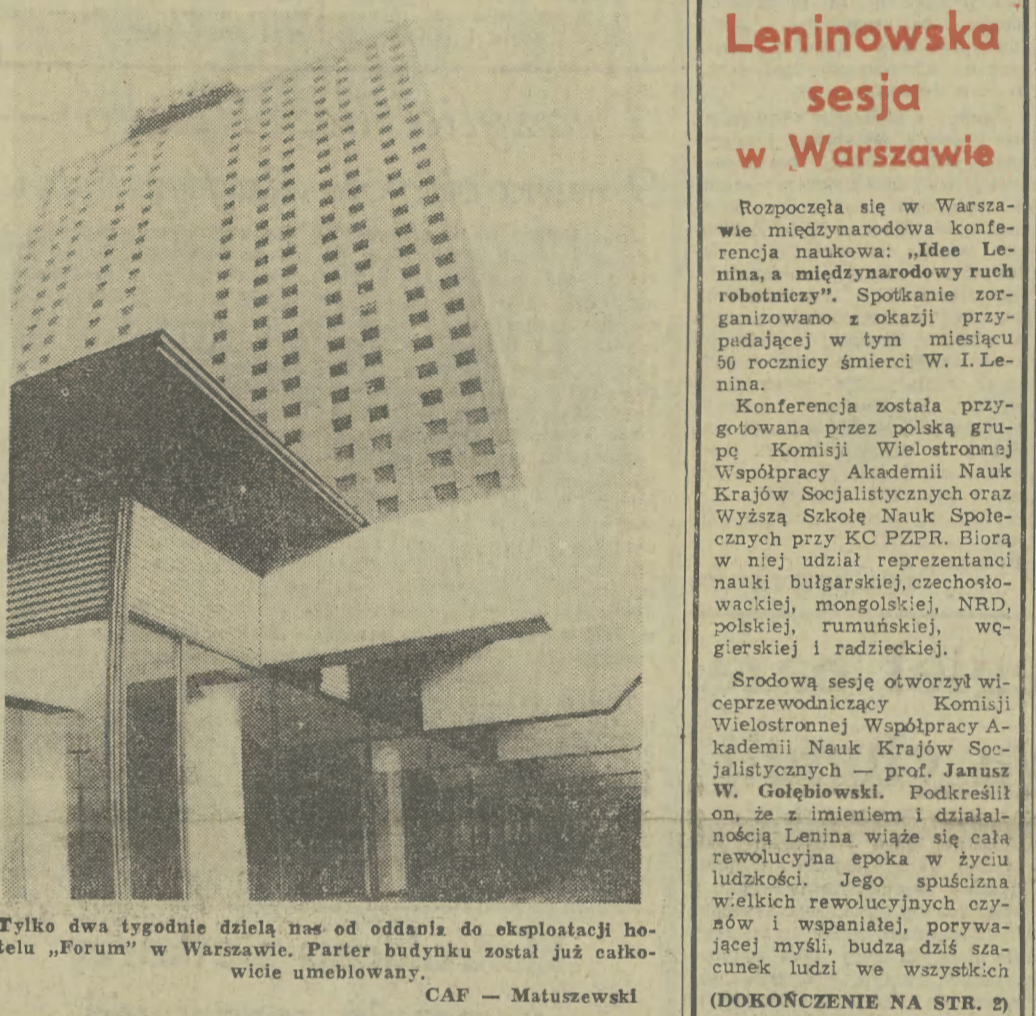 Tylko dwa tygodnie dzielą nas od oddania do eksploatacji ho-
telu „Forum” w Warszawie. Parter budynku został już całko-
wicie umeblowany.
CAF — Matuszewski
Leninowska
sesja
w Warszawie
Rozpoczęła się w Warsza-
wie międzynarodowa konfe-
rencja naukowa: „Idee Le-
nina, a międzynarodowy ruch
robotniczy”. Spotkanie zor-
ganizowano z okazji przy-
padającej w tym miesiącu
50 rocznicy śmierci W. I. Le-
nina.
Konferencja została przy-
gotowana przez polską gru-
pę Komisji Wielostronnej
Współpracy Akademii Nauk
Krajów Socjalistycznych oraz
Wyższą Szkołę Nauk Społe-
cznych przy KC PZPR. Biorą
w niej udział reprezentanci
nauki bułgarskiej, czechosło-
wackiej, mongolskiej, NRD,
polskiej, rumuńskiej, wę-
gierskiej i radzieckiej.
Środową sesję otworzył wi-
ceprzewodniczący Komisji
Wielostronnej Współpracy A-
kademii Nauk Krajów Soc-
jalistycznych — prof. Janusz
W. Gołębiowski. Podkreślił
on, że z imieniem i działal-
nością Lenina wiąże się cała
rewolucyjna epoka w życiu
ludzkości. Jego spuścizna
wielkich rewolucyjnych czy-
nów i wspaniałej, porywa-
jącej myśli, budzą dziś sza-
cunek ludzi we wszystkich
(DOKOŃCZENIE NA STR. 2)